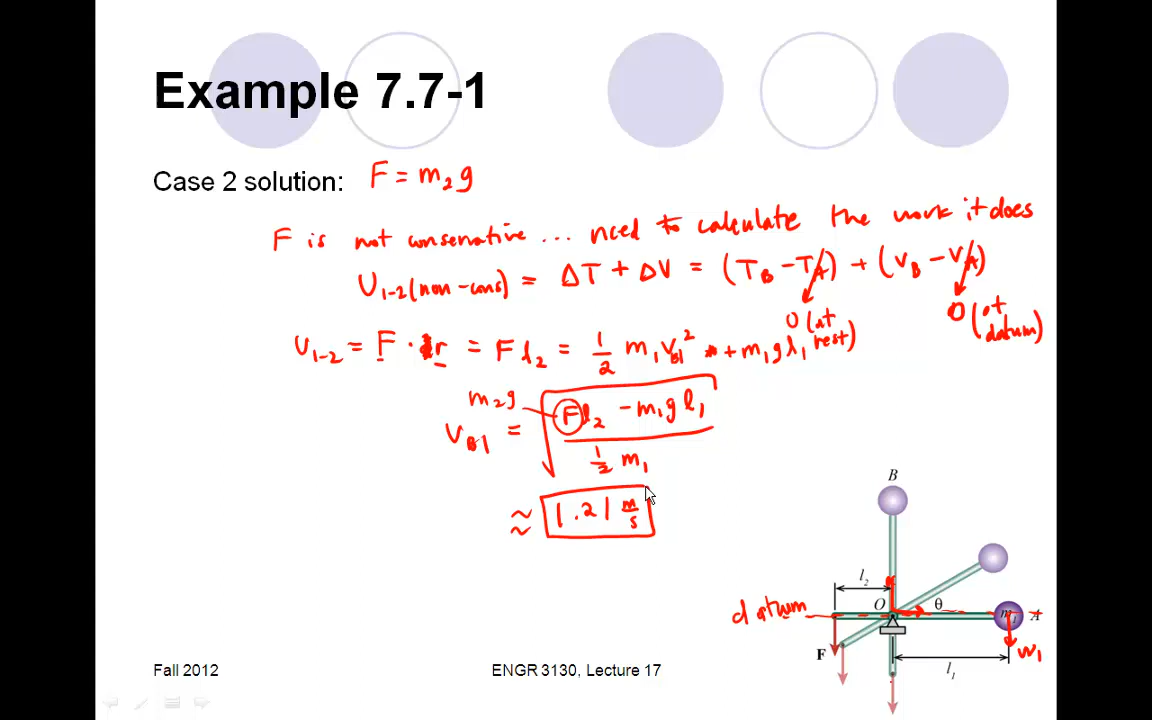 Example 7.7-1
Case 2 solution: F = m₂g
F is not conservative ... need to calculate the work it does
U₁₋₂(non-cons) = ΔT + ΔV = (T_B − T_A) + (V_B − V_A)
0 (at rest)
0 (at datum)
U₁₋₂ = F · r = F l₂ = 1/2 m₁ v_B1² + m₁ g l₁
m₂g
v_B1 = √((F l₂ − m₁ g l₁) / (1/2 m₁))
≈ 1.21 m/s
B
l₂
O
θ
datum
m₁
A
F
l₁
W₁
Fall 2012
ENGR 3130, Lecture 17